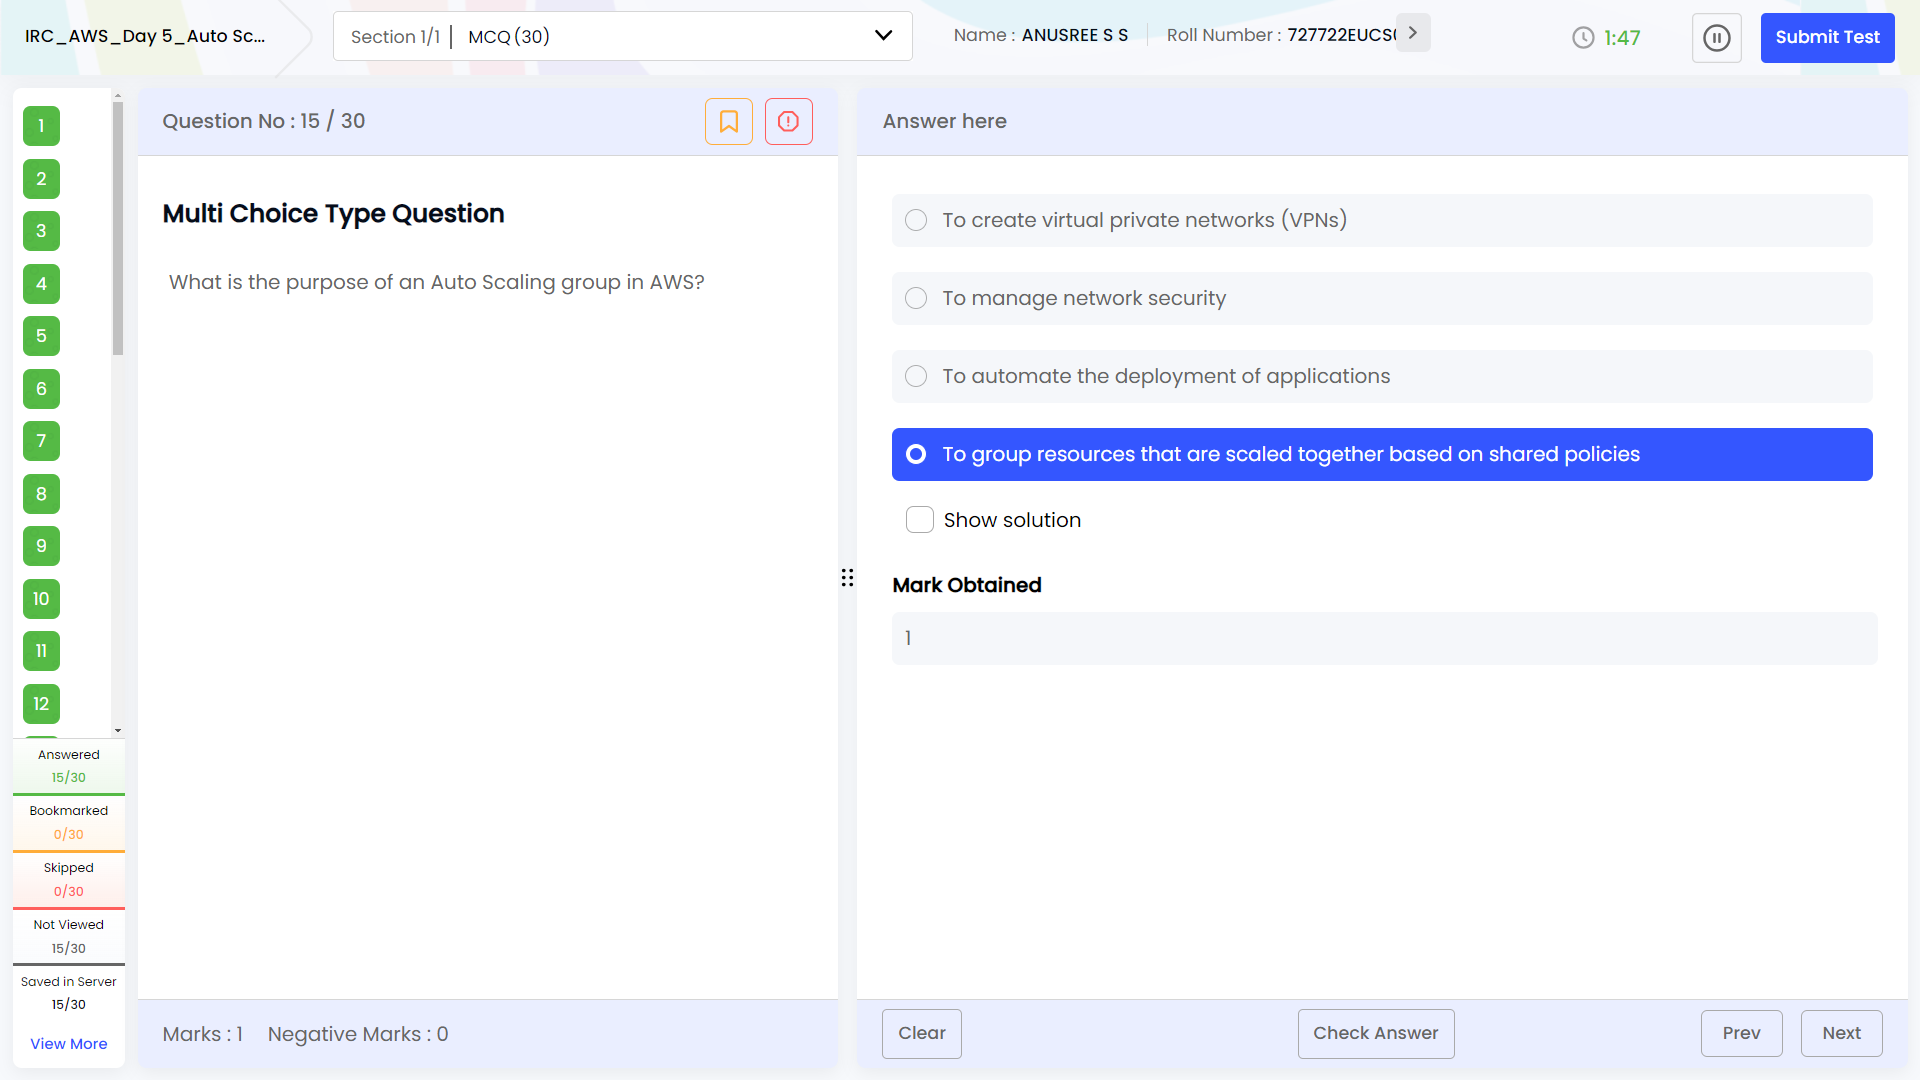 IRC_AWS_Day 5_Auto Sc...
Section 1/1 | MCQ (30)
Name : ANUSREE S S
Roll Number : 727722EUCS
1:47
Submit Test
1
2
3
4
5
6
7
8
9
10
11
12
Answered
15/30
Bookmarked
0/30
Skipped
0/30
Not Viewed
15/30
Saved in Server
15/30
View More
Question No : 15 / 30
Multi Choice Type Question
What is the purpose of an Auto Scaling group in AWS?
Marks : 1 Negative Marks : 0
Answer here
To create virtual private networks (VPNs)
To manage network security
To automate the deployment of applications
To group resources that are scaled together based on shared policies
Show solution
Mark Obtained
1
Clear
Check Answer
Prev
Next